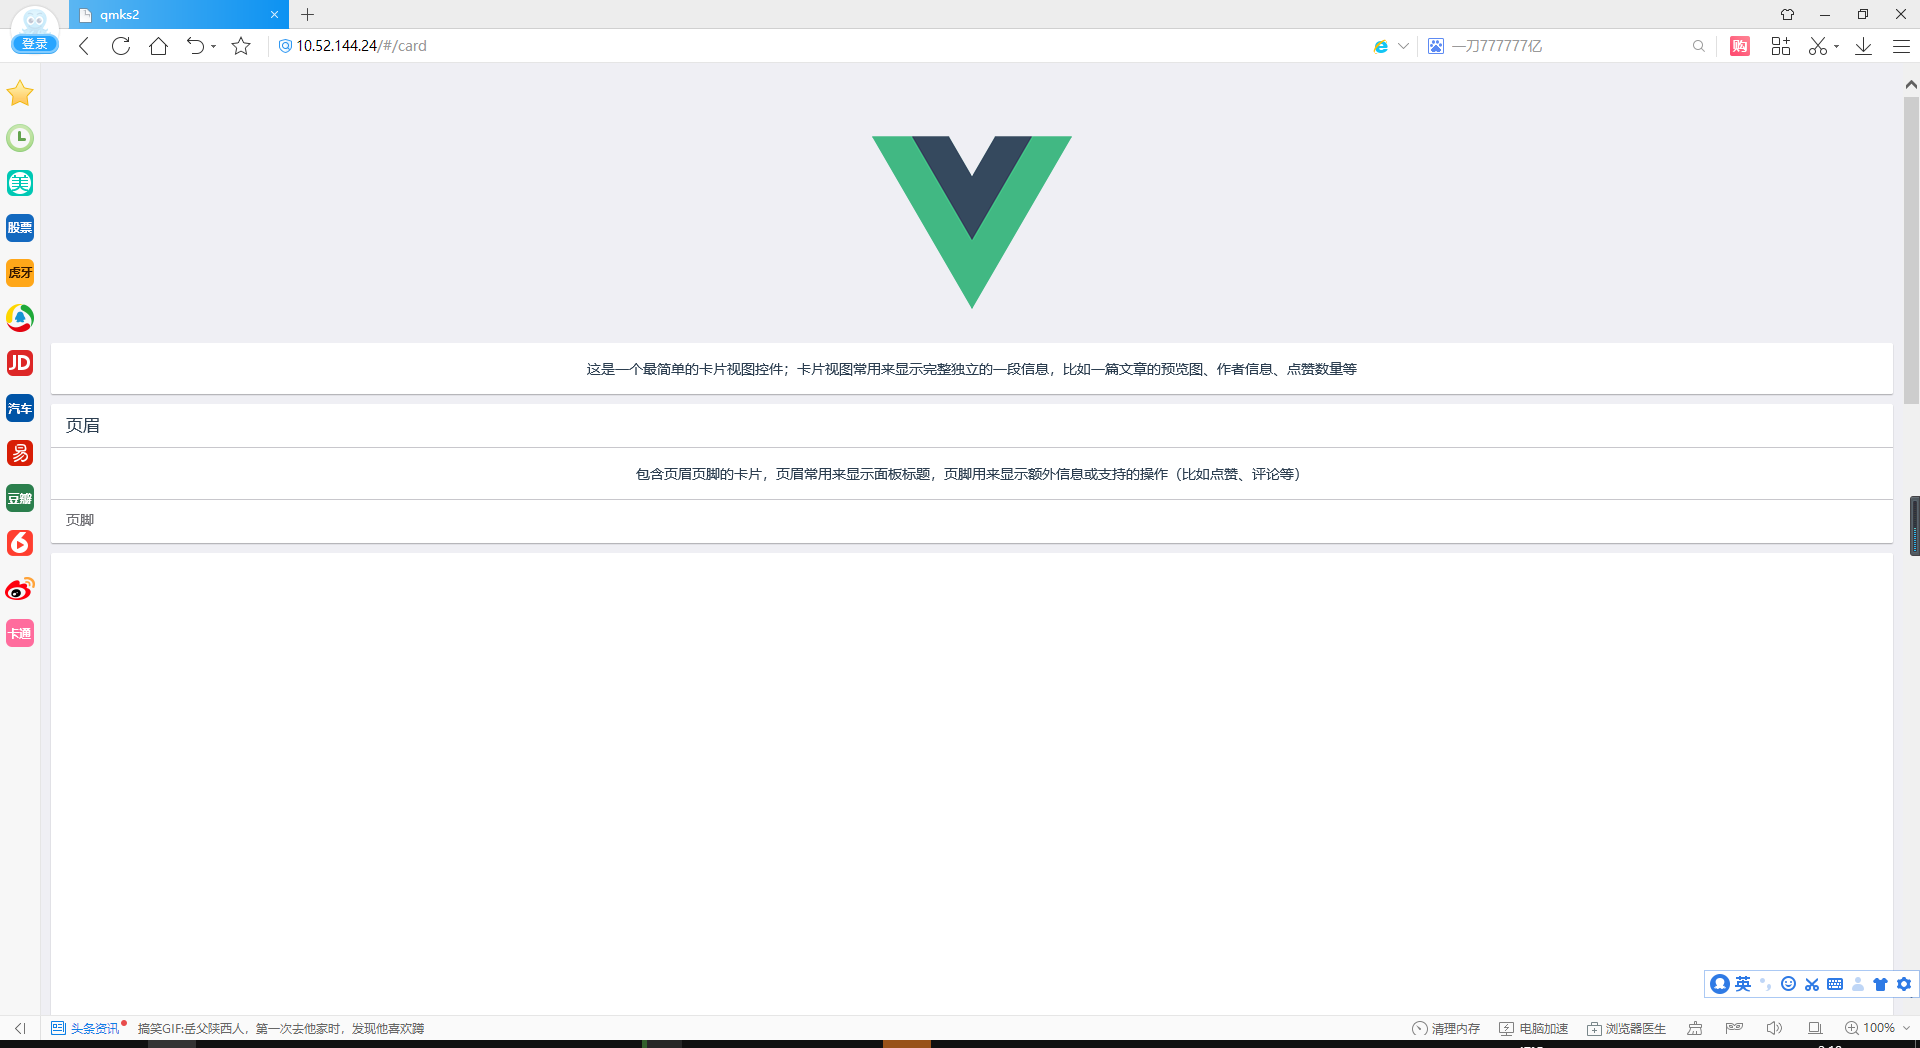 qmks2
登录
10.52.144.24/#/card
一刀777777亿
购
美
股票
虎牙
JD
汽车
易
豆瓣
6
卡通
这是一个最简单的卡片视图控件；卡片视图常用来显示完整独立的一段信息，比如一篇文章的预览图、作者信息、点赞数量等
页眉
包含页眉页脚的卡片，页眉常用来显示面板标题，页脚用来显示额外信息或支持的操作（比如点赞、评论等）
页脚
英
头条资讯
搞笑GIF:岳父陕西人，第一次去他家时，发现他喜欢蹲
清理内存
电脑加速
浏览器医生
100%